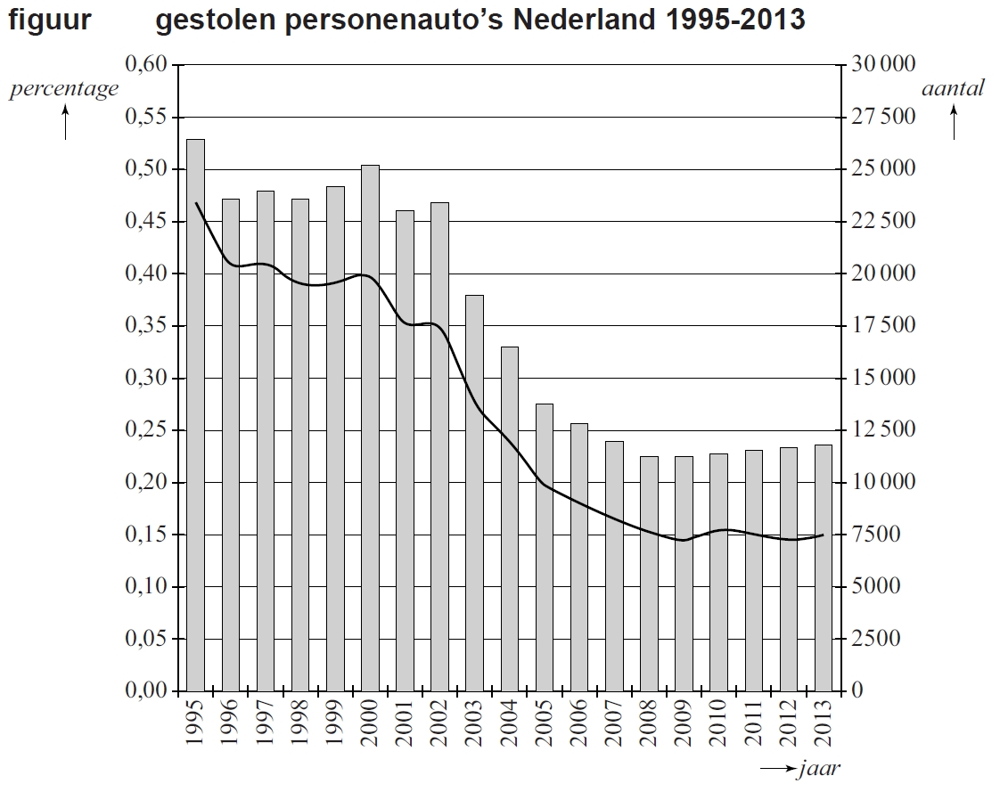 figuur gestolen personenauto's Nederland 1995-2013
percentage
aantal
0,60 30 000
0,55 27 500
0,50 25 000
0,45 22 500
0,40 20 000
0,35 17 500
0,30 15 000
0,25 12 500
0,20 10 000
0,15 7500
0,10 5000
0,05 2500
0,00 0
1995 1996 1997 1998 1999 2000 2001 2002 2003 2004 2005 2006 2007 2008 2009 2010 2011 2012 2013
jaar